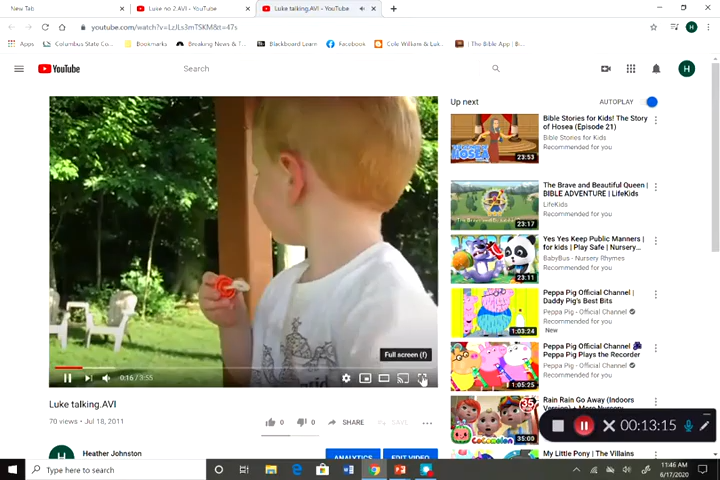 New Tab
Luke no 2.AVI - YouTube
Luke talking.AVI - YouTube
youtube.com/watch?v=LzJLs3mTSKM&t=47s
Apps
Columbus State Co...
Bookmarks
Breaking News & T...
Blackboard Learn
Facebook
Cole William & Luk...
| The Bible App | B...
YouTube
Search
H
Up next
AUTOPLAY
Bible Stories for Kids! The Story
of Hosea (Episode 21)
Bible Stories for Kids
Recommended for you
23:53
The Brave and Beautiful Queen |
BIBLE ADVENTURE | LifeKids
LifeKids
Recommended for you
23:17
Yes Yes Keep Public Manners |
for kids | Play Safe | Nursery...
BabyBus - Nursery Rhymes
Recommended for you
23:11
Peppa Pig Official Channel |
Daddy Pig's Best Bits
Peppa Pig - Official Channel
Recommended for you
New
1:03:24
Peppa Pig Official Channel
Peppa Pig Plays the Recorder
Peppa Pig - Official Channel
Recommended for you
1:05:25
Rain Rain Go Away (Indoors
Version) + More Nursery
CoComelon
35:00
My Little Pony | The Villains
Full screen (f)
0:16 / 3:55
Luke talking.AVI
70 views • Jul 18, 2011
0
0
SHARE
SAVE
H
Heather Johnston
ANALYTICS
EDIT VIDEO
00:13:15
Type here to search
11:46 AM
6/17/2020